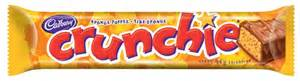 Cadbury
SPONGE TOFFEE • TIRE ÉPONGE
crunchie